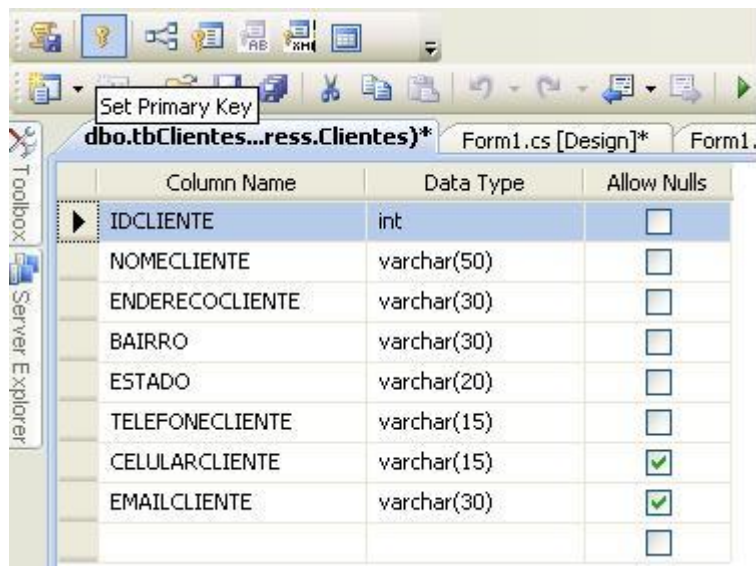 AB
XML
Set Primary Key
dbo.tbClientes...ress.Clientes)*
Form1.cs [Design]*
Form1.
Toolbox
Server Explorer
Column Name Data Type Allow Nulls
IDCLIENTE int
NOMECLIENTE varchar(50)
ENDERECOCLIENTE varchar(30)
BAIRRO varchar(30)
ESTADO varchar(20)
TELEFONECLIENTE varchar(15)
CELULARCLIENTE varchar(15)
EMAILCLIENTE varchar(30)